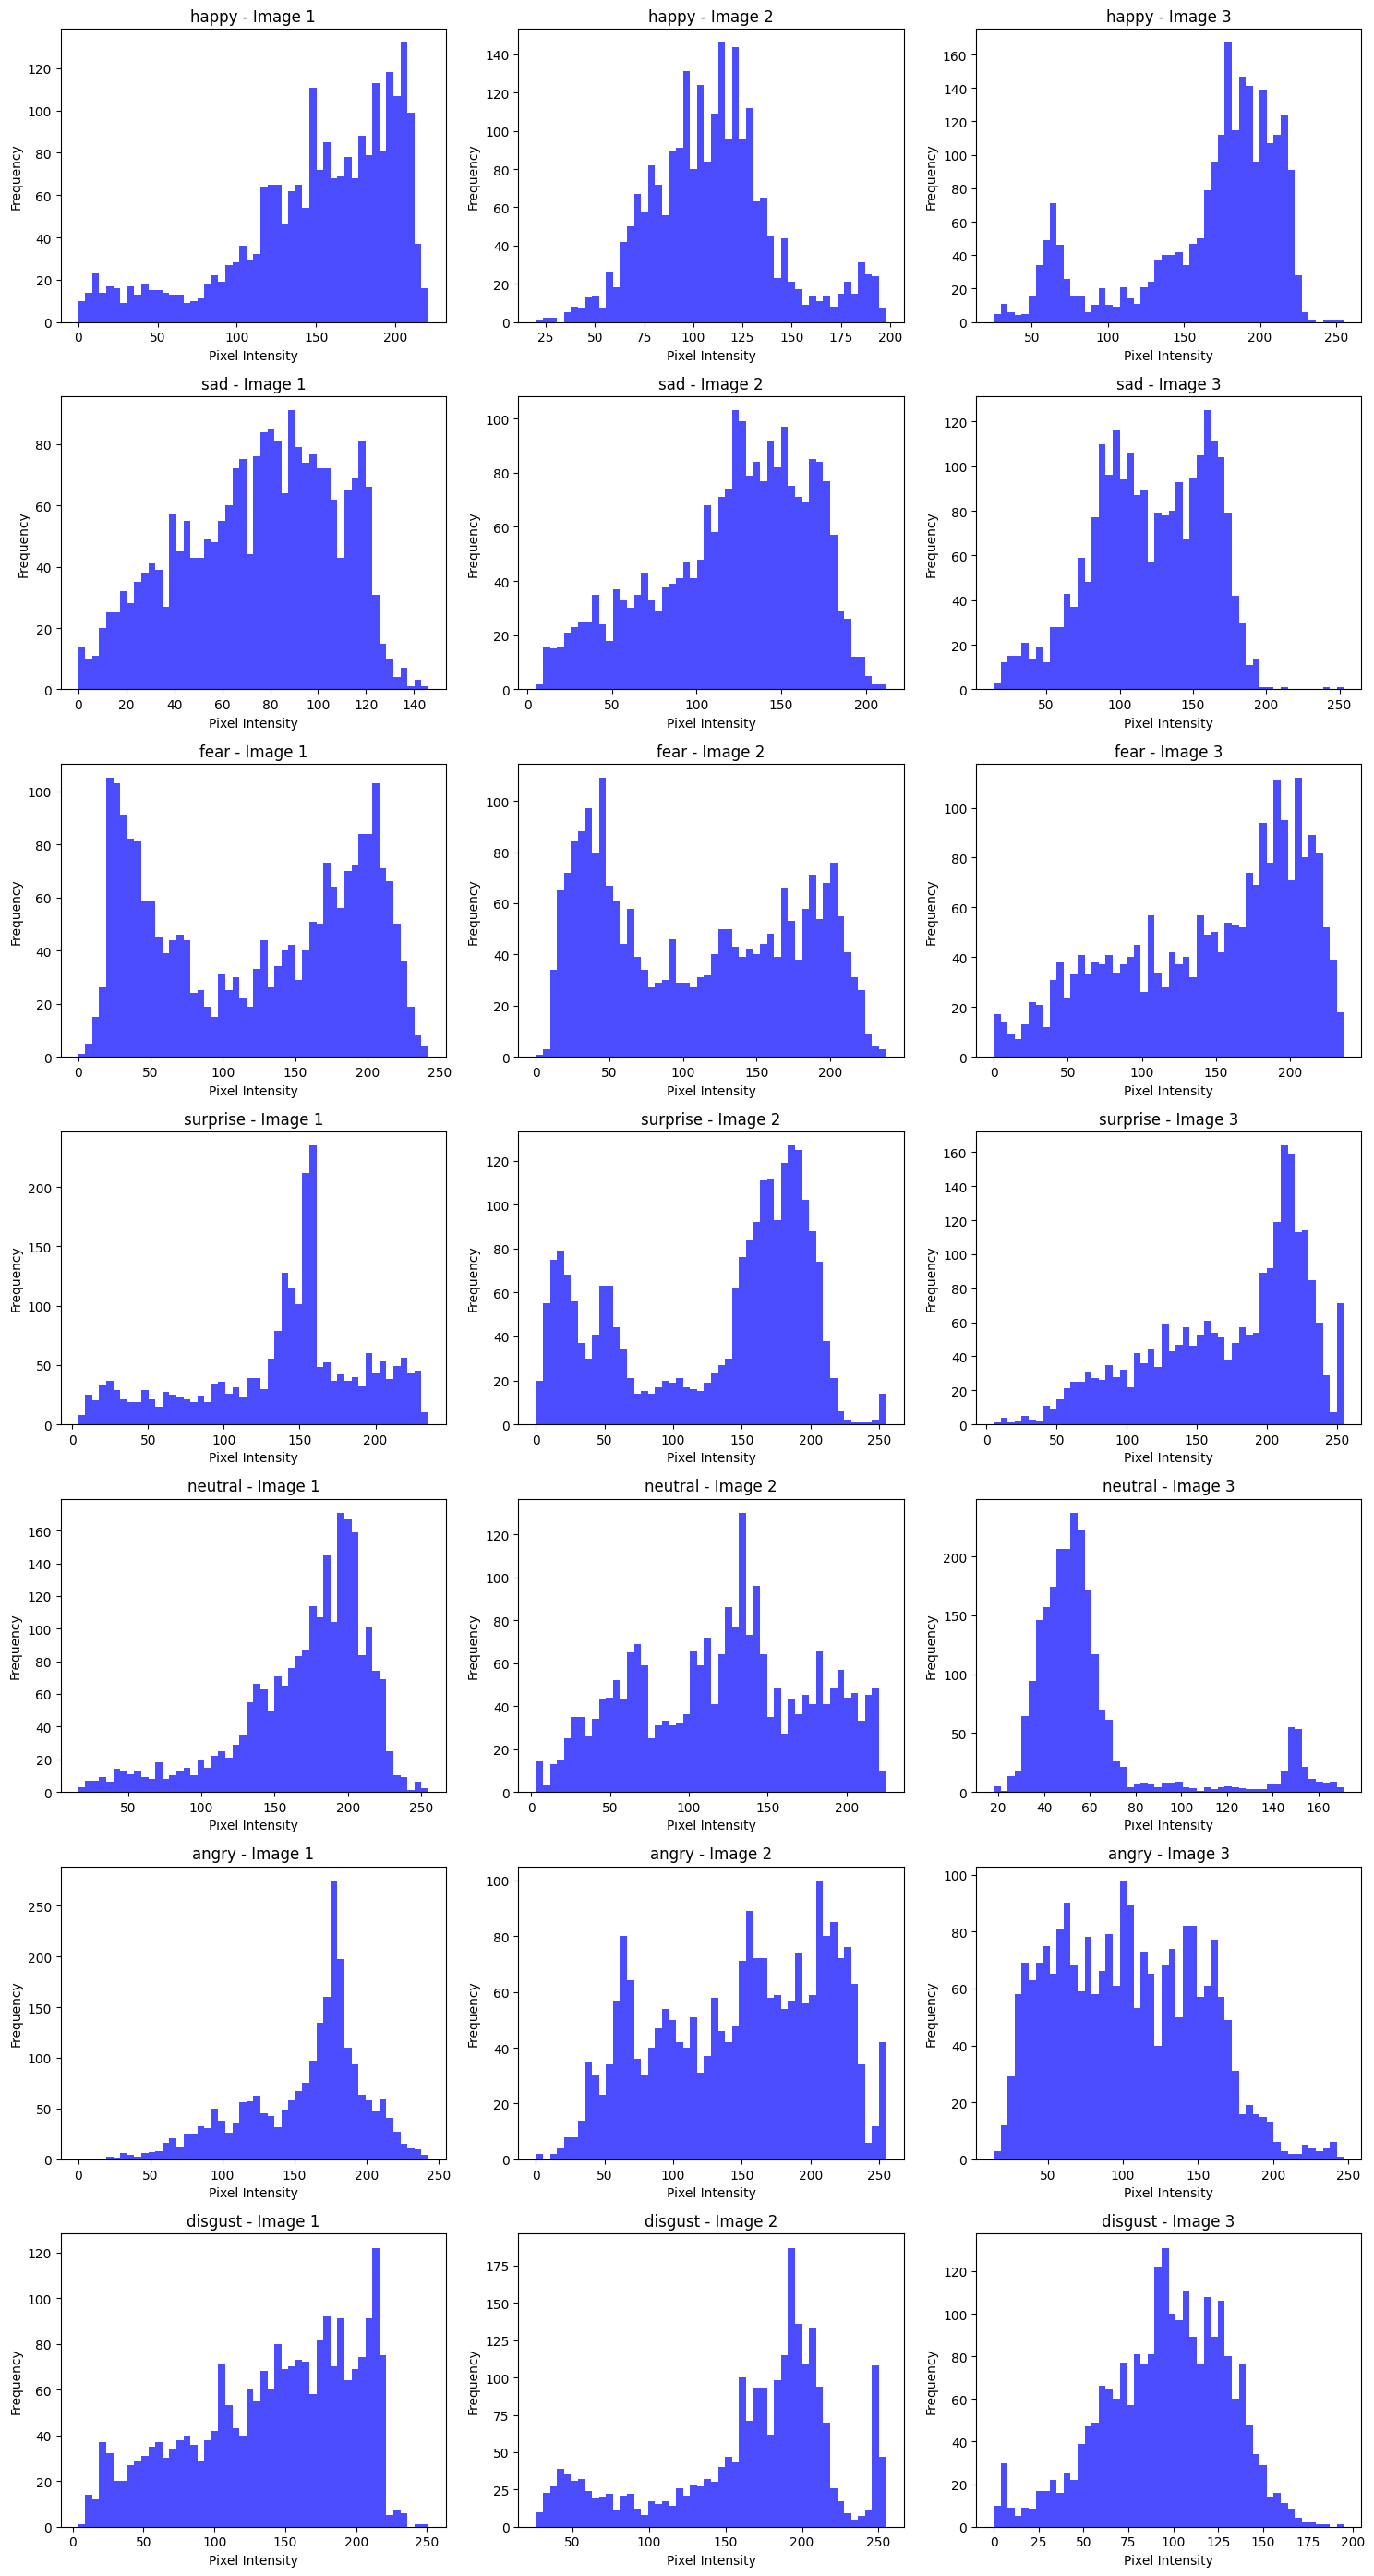 happy - Image 1
120
100
80
60
40
20
0
Frequency
0 50 100 150 200
Pixel Intensity
happy - Image 2
140
120
100
80
60
40
20
0
Frequency
25 50 75 100 125 150 175 200
Pixel Intensity
happy - Image 3
160
140
120
100
80
60
40
20
0
Frequency
50 100 150 200 250
Pixel Intensity
sad - Image 1
80
60
40
20
0
Frequency
0 20 40 60 80 100 120 140
Pixel Intensity
sad - Image 2
100
80
60
40
20
0
Frequency
0 50 100 150 200
Pixel Intensity
sad - Image 3
120
100
80
60
40
20
0
Frequency
50 100 150 200 250
Pixel Intensity
fear - Image 1
100
80
60
40
20
0
Frequency
0 50 100 150 200 250
Pixel Intensity
fear - Image 2
100
80
60
40
20
0
Frequency
0 50 100 150 200
Pixel Intensity
fear - Image 3
100
80
60
40
20
0
Frequency
0 50 100 150 200
Pixel Intensity
surprise - Image 1
200
150
100
50
0
Frequency
0 50 100 150 200
Pixel Intensity
surprise - Image 2
120
100
80
60
40
20
0
Frequency
0 50 100 150 200 250
Pixel Intensity
surprise - Image 3
160
140
120
100
80
60
40
20
0
Frequency
0 50 100 150 200 250
Pixel Intensity
neutral - Image 1
160
140
120
100
80
60
40
20
0
Frequency
50 100 150 200 250
Pixel Intensity
neutral - Image 2
120
100
80
60
40
20
0
Frequency
0 50 100 150 200
Pixel Intensity
neutral - Image 3
200
150
100
50
0
Frequency
20 40 60 80 100 120 140 160
Pixel Intensity
angry - Image 1
250
200
150
100
50
0
Frequency
0 50 100 150 200 250
Pixel Intensity
angry - Image 2
100
80
60
40
20
0
Frequency
0 50 100 150 200 250
Pixel Intensity
angry - Image 3
100
80
60
40
20
0
Frequency
50 100 150 200 250
Pixel Intensity
disgust - Image 1
120
100
80
60
40
20
0
Frequency
0 50 100 150 200 250
Pixel Intensity
disgust - Image 2
175
150
125
100
75
50
25
0
Frequency
50 100 150 200 250
Pixel Intensity
disgust - Image 3
120
100
80
60
40
20
0
Frequency
0 25 50 75 100 125 150 175 200
Pixel Intensity